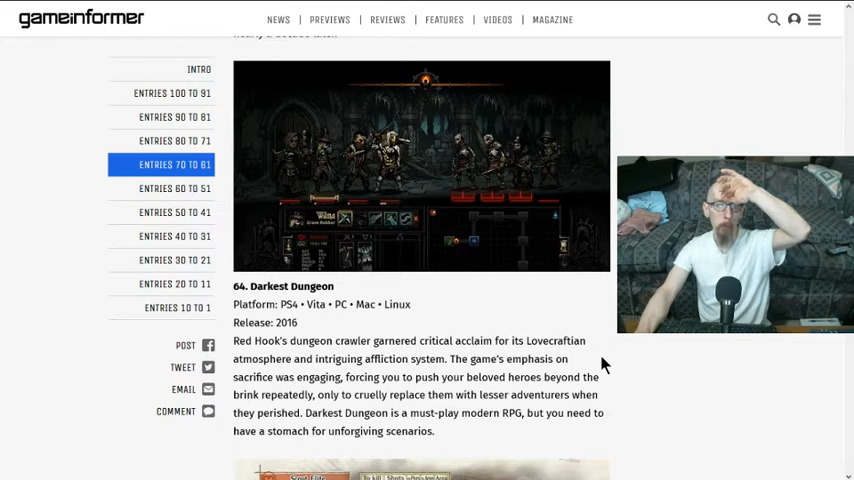 gameinformer
NEWS | PREVIEWS | REVIEWS | FEATURES | VIDEOS | MAGAZINE
INTRO
ENTRIES 100 TO 91
ENTRIES 90 TO 81
ENTRIES 80 TO 71
ENTRIES 70 TO 61
ENTRIES 60 TO 51
ENTRIES 50 TO 41
ENTRIES 40 TO 31
ENTRIES 30 TO 21
ENTRIES 20 TO 11
ENTRIES 10 TO 1
POST
TWEET
EMAIL
COMMENT
64. Darkest Dungeon
Platform: PS4 • Vita • PC • Mac • Linux
Release: 2016
Red Hook's dungeon crawler garnered critical acclaim for its Lovecraftian
atmosphere and intriguing affliction system. The game's emphasis on
sacrifice was engaging, forcing you to push your beloved heroes beyond the
brink repeatedly, only to cruelly replace them with lesser adventurers when
they perished. Darkest Dungeon is a must-play modern RPG, but you need to
have a stomach for unforgiving scenarios.
Scout, Elite
To kill Shots